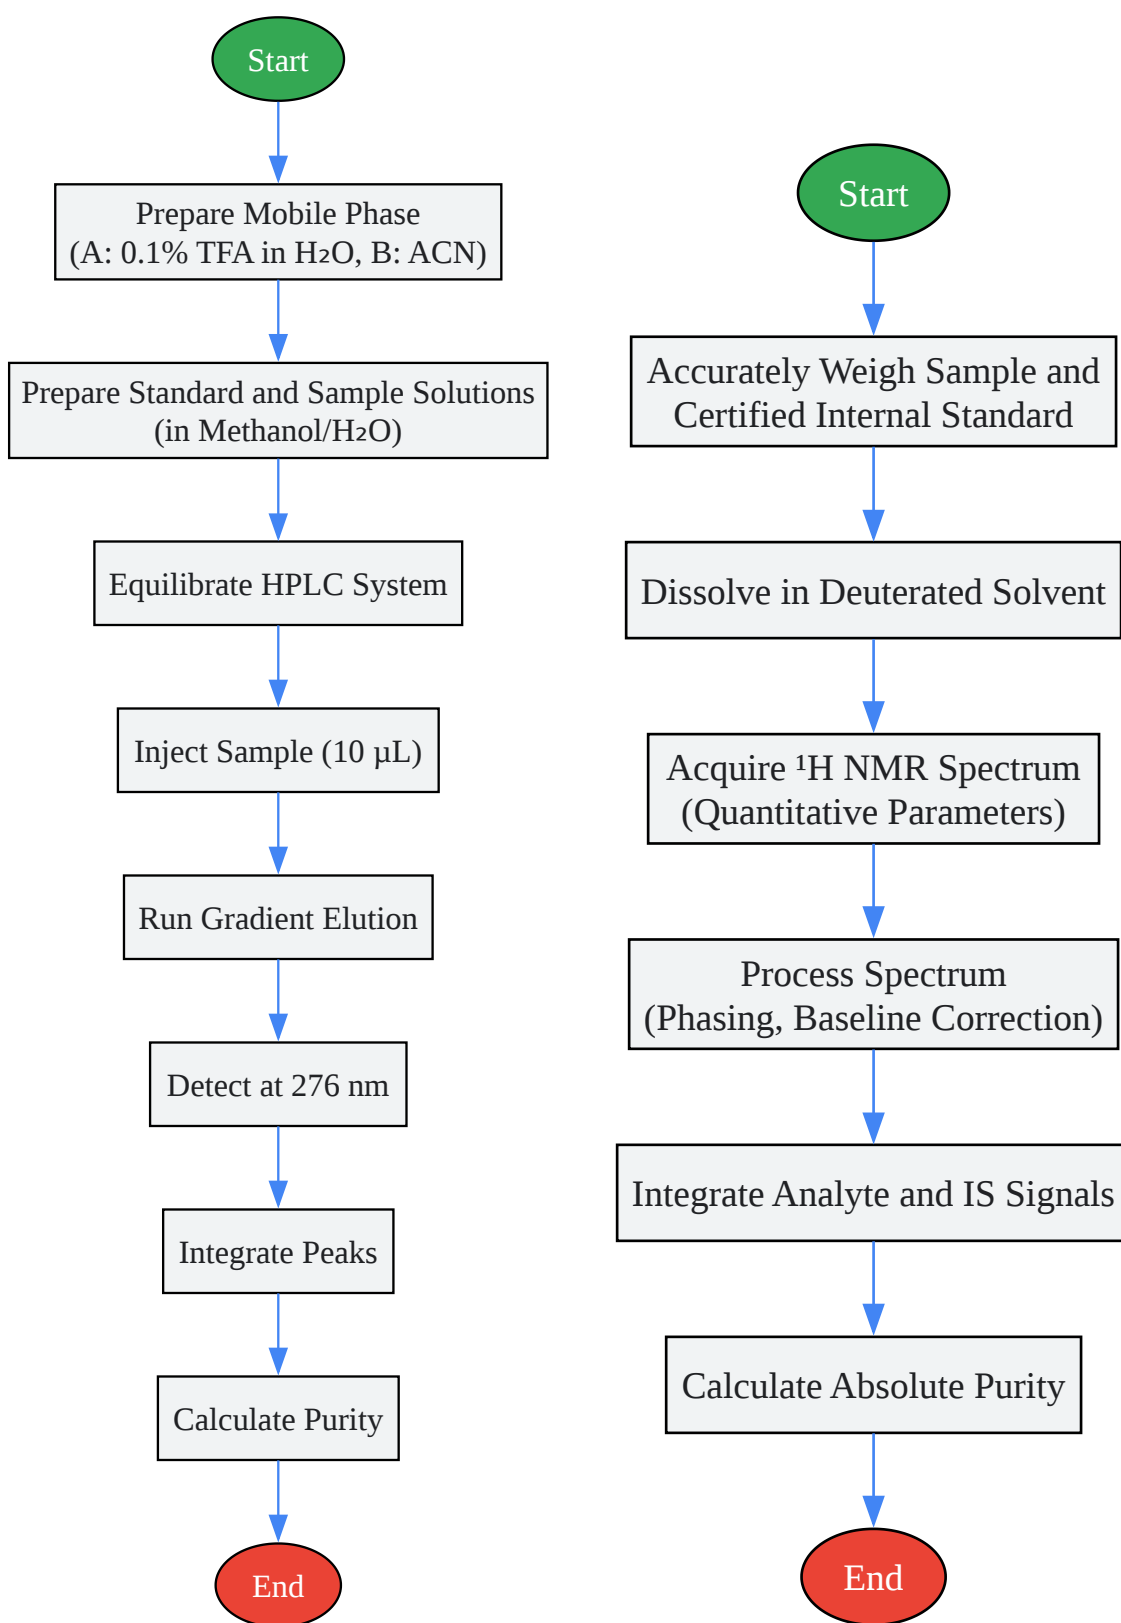 Start
Prepare Mobile Phase
(A: 0.1% TFA in H₂O, B: ACN)
Prepare Standard and Sample Solutions
(in Methanol/H₂O)
Equilibrate HPLC System
Inject Sample (10 µL)
Run Gradient Elution
Detect at 276 nm
Integrate Peaks
Calculate Purity
End
Start
Accurately Weigh Sample and
Certified Internal Standard
Dissolve in Deuterated Solvent
Acquire ¹H NMR Spectrum
(Quantitative Parameters)
Process Spectrum
(Phasing, Baseline Correction)
Integrate Analyte and IS Signals
Calculate Absolute Purity
End